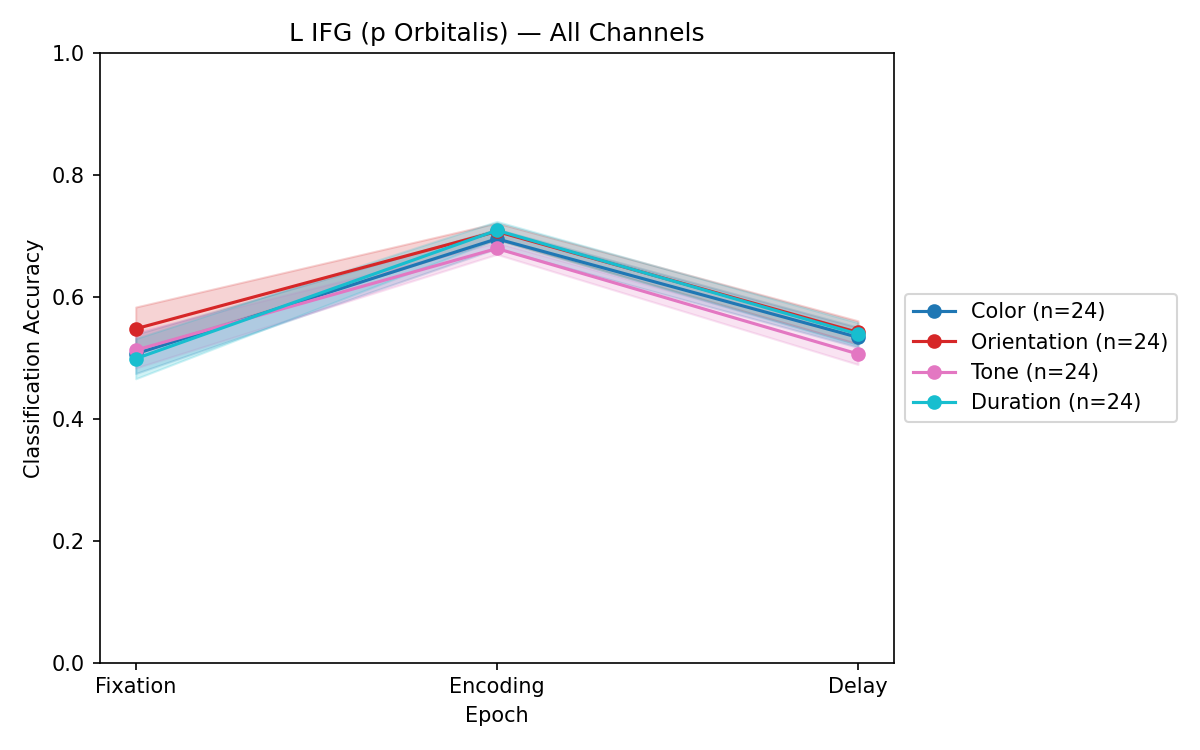 L IFG (p Orbitalis) — All Channels
1.0
0.8
0.6
0.4
0.2
0.0
Classification Accuracy
Fixation
Encoding
Delay
Epoch
Color (n=24)
Orientation (n=24)
Tone (n=24)
Duration (n=24)